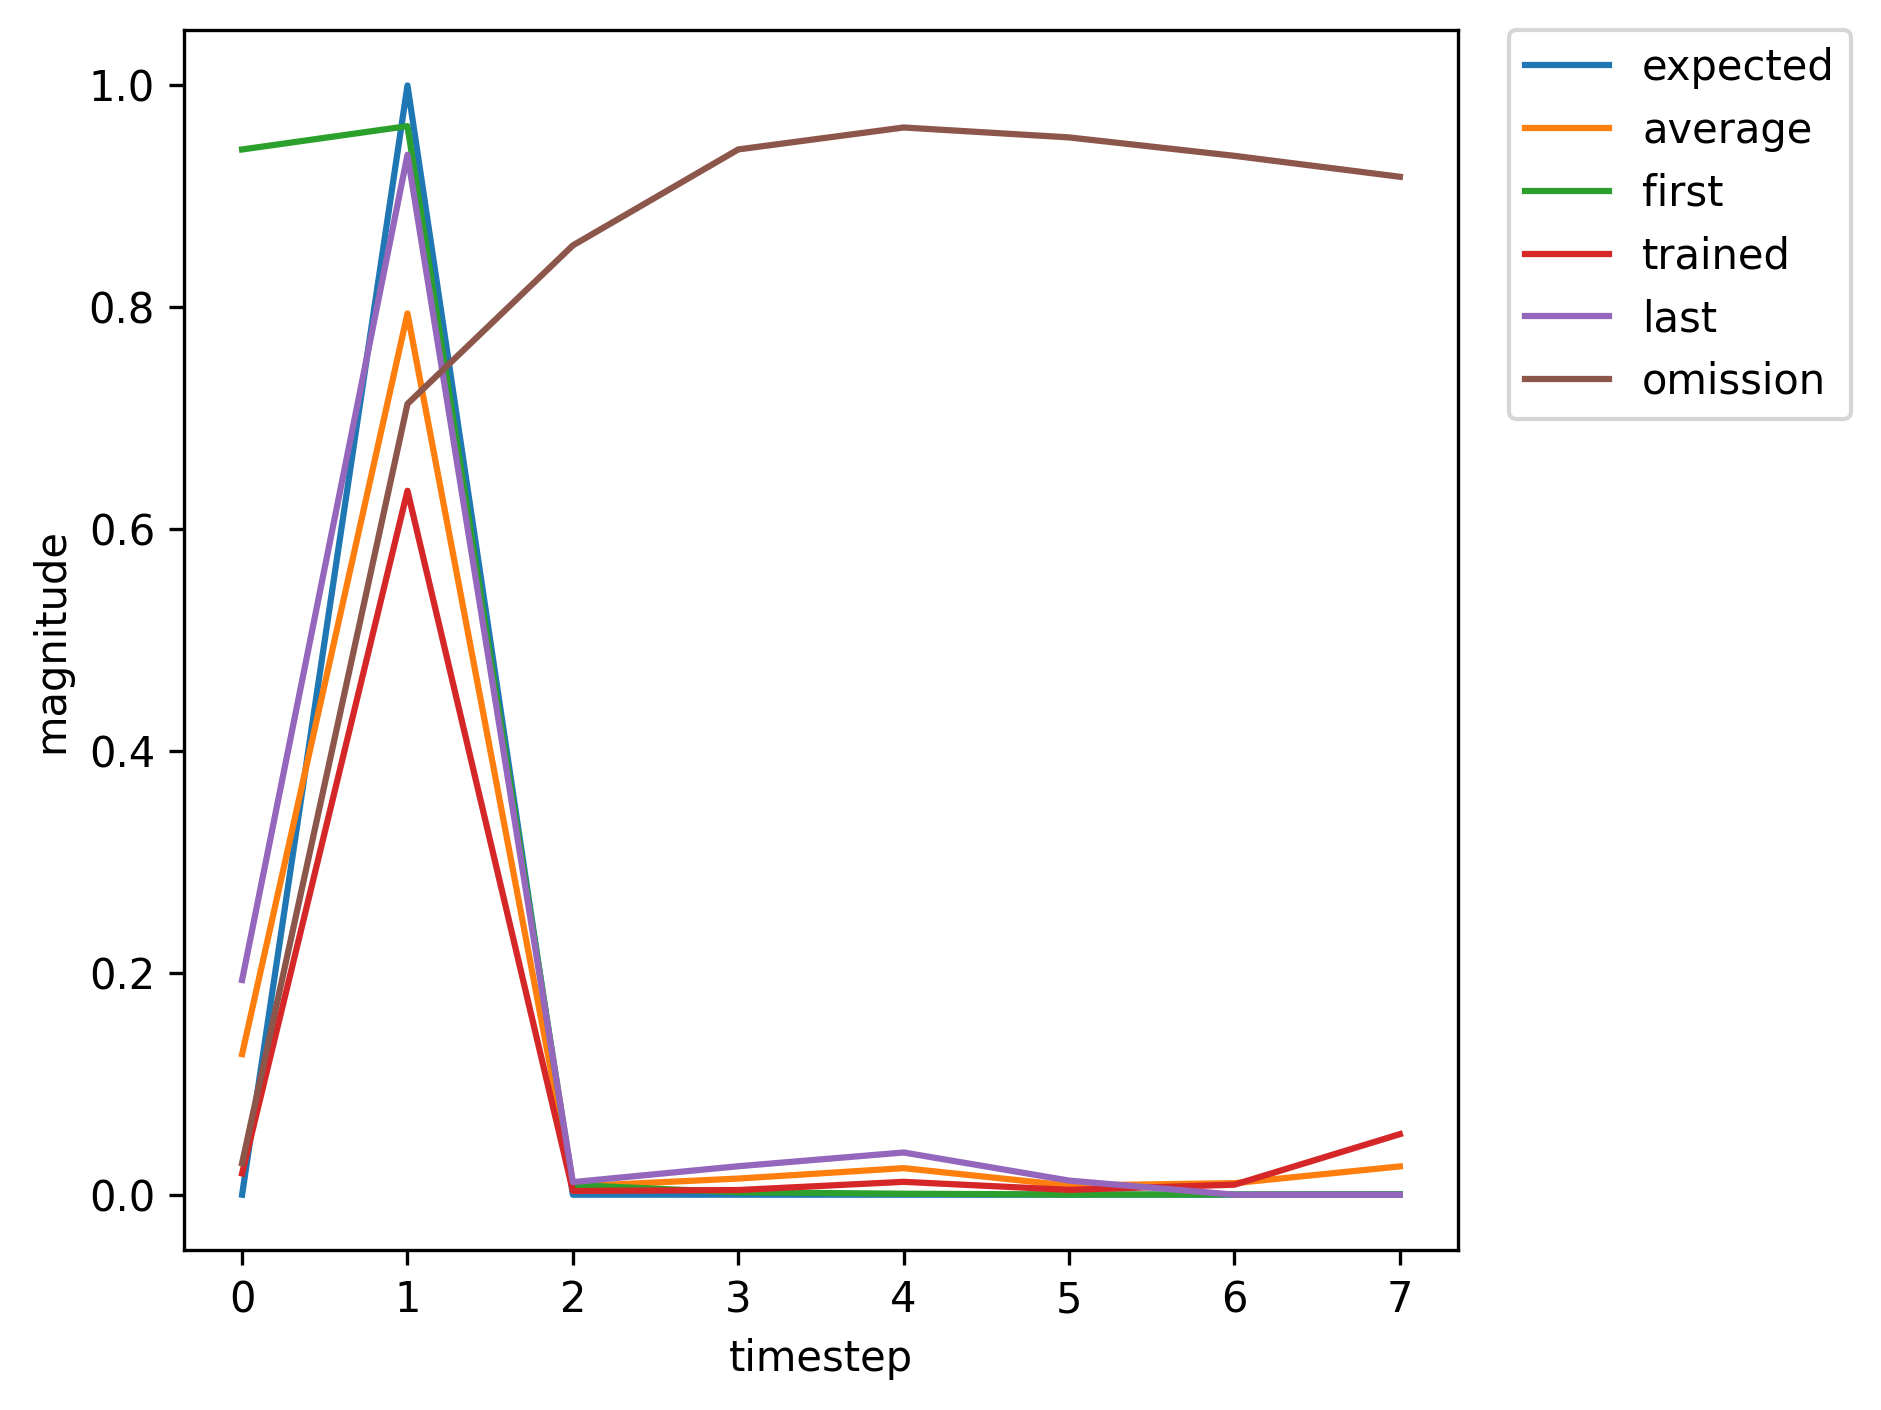 1.0
0.8
0.6
0.4
0.2
0.0
magnitude
0 1 2 3 4 5 6 7
timestep
expected
average
first
trained
last
omission